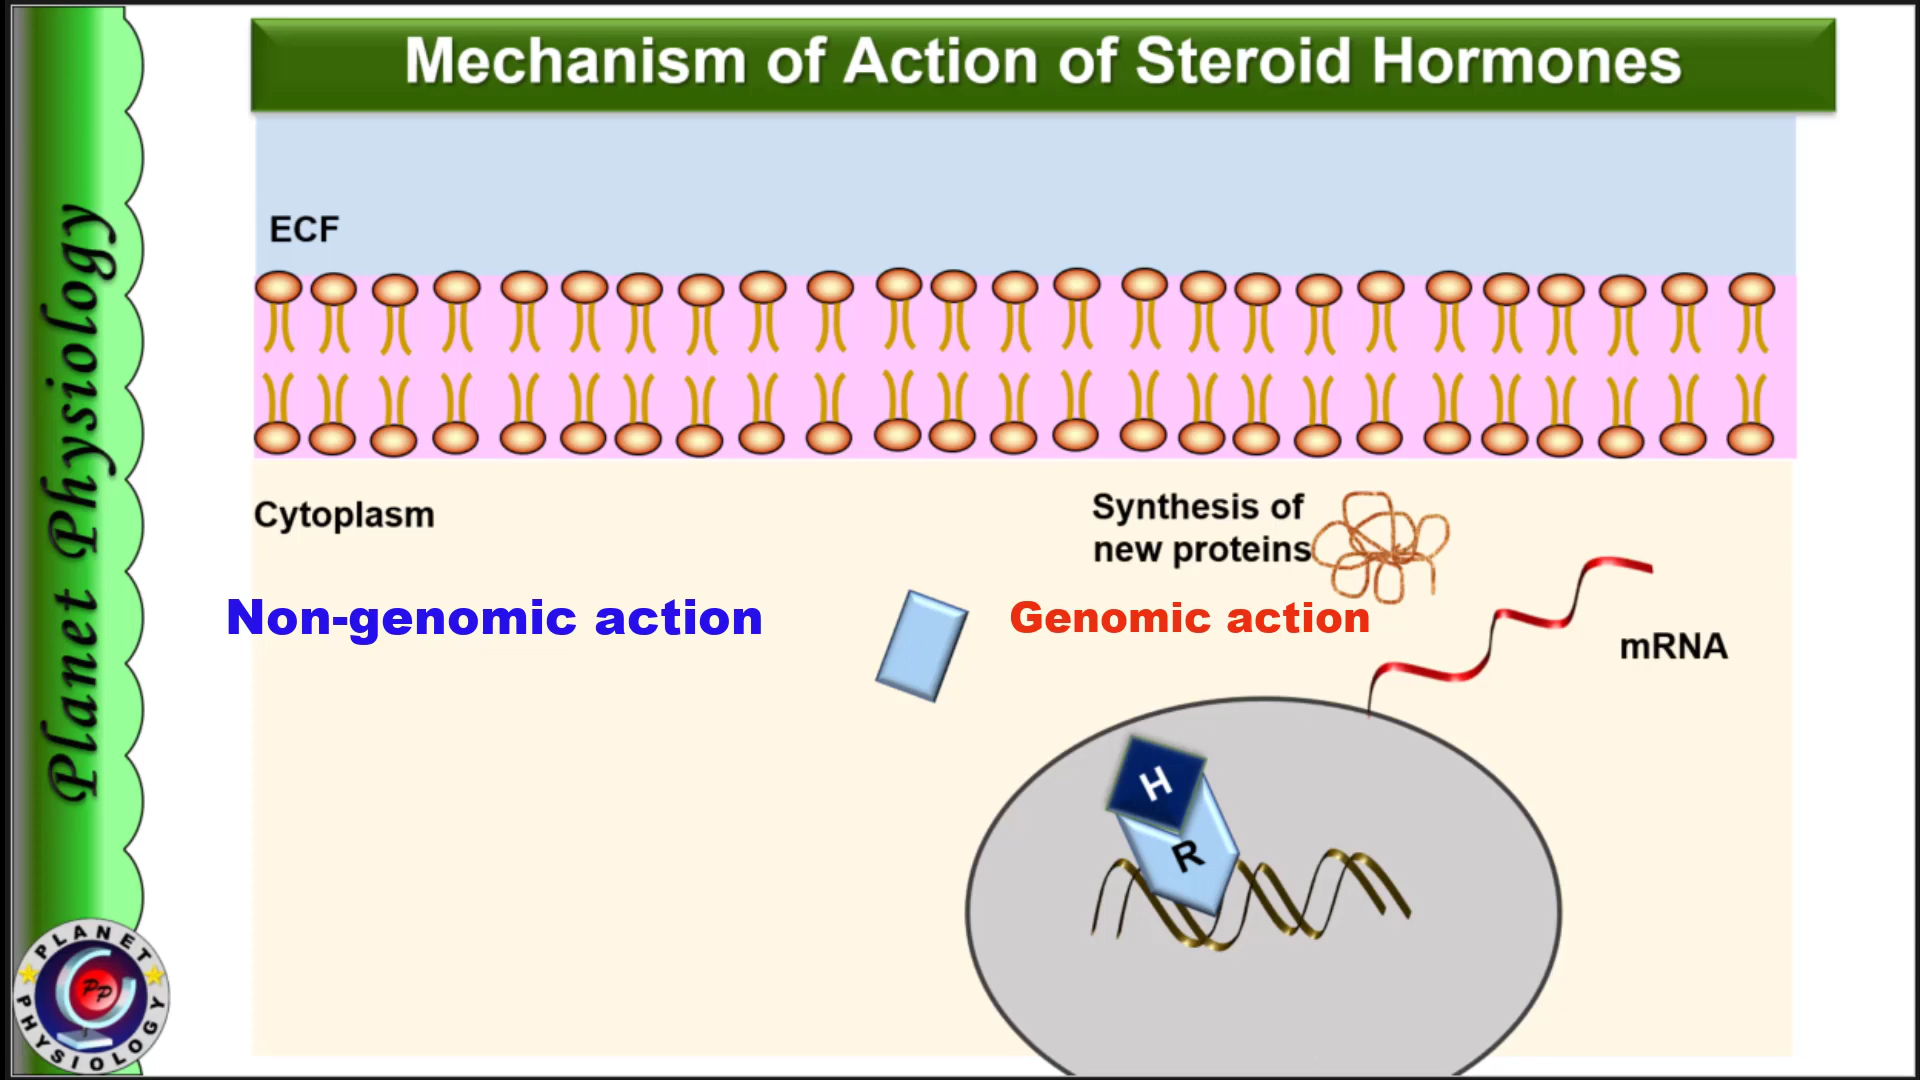 Mechanism of Action of Steroid Hormones
Planet Physiology
ECF
Cytoplasm
Synthesis of
new proteins
Non-genomic action
Genomic action
mRNA
H
R
PLANET
PP
PHYSIOLOGY